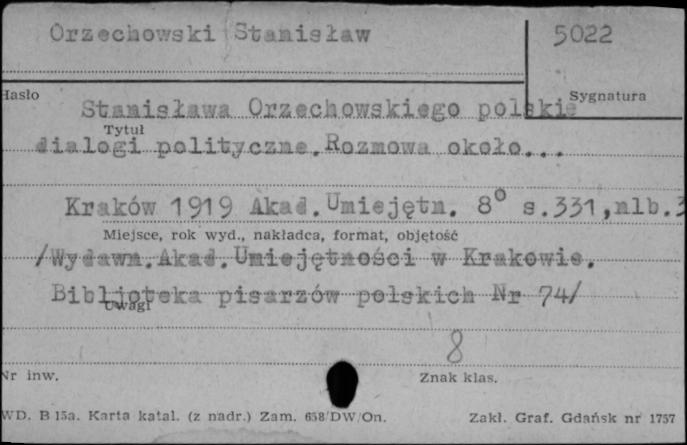 Orzechowski Stanisław
5022
Hasło
Sygnatura
Stanisława Orzechowskiego polskie
Tytuł
dialogi polityczne.Rozmowa około...
Kraków 1919 Akad.Umiejętn. 8° s.331,nlb.3
Miejsce, rok wyd., nakładca, format, objętość
/Wydawn.Akad.Umiejętności w Krakowie.
Bibljoteka pisarzów polskich Nr 74/
Uwagi
8
Nr inw.
Znak klas.
WD. B 15a. Karta katal. (z nadr.) Zam. 658/DW/On.
Zakł. Graf. Gdańsk nr 1757